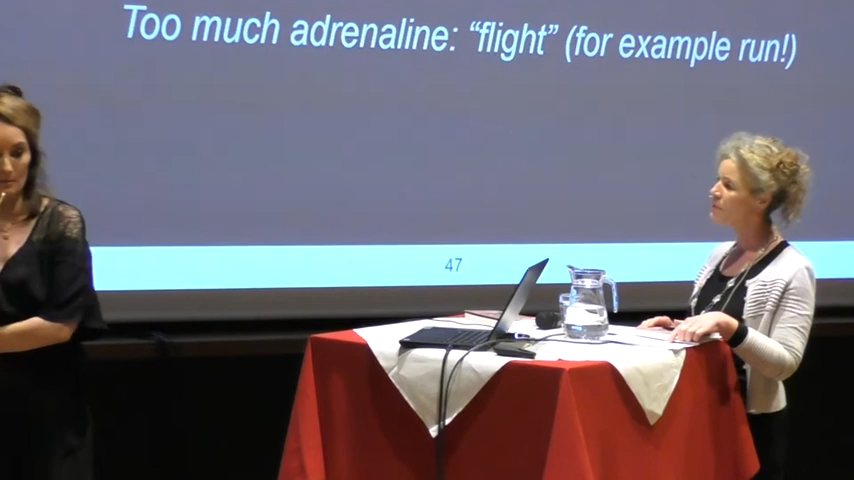 Too much adrenaline: “flight” (for example run!)
47